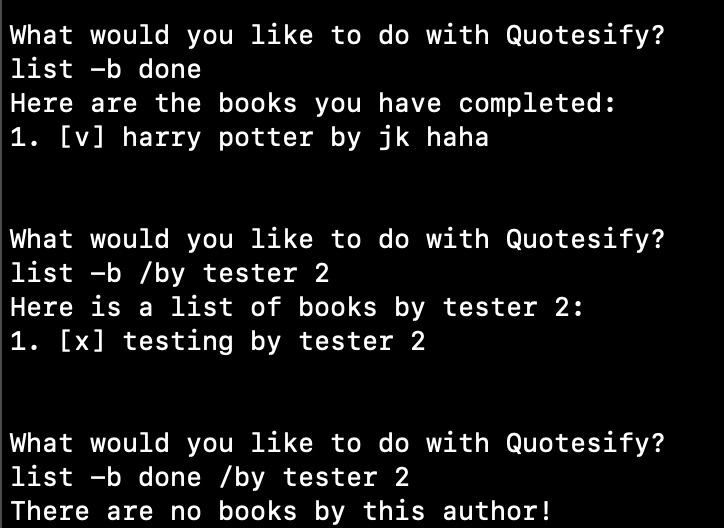 What would you like to do with Quotesify?
list -b done
Here are the books you have completed:
1. [v] harry potter by jk haha
What would you like to do with Quotesify?
list -b /by tester 2
Here is a list of books by tester 2:
1. [x] testing by tester 2
What would you like to do with Quotesify?
list -b done /by tester 2
There are no books by this author!